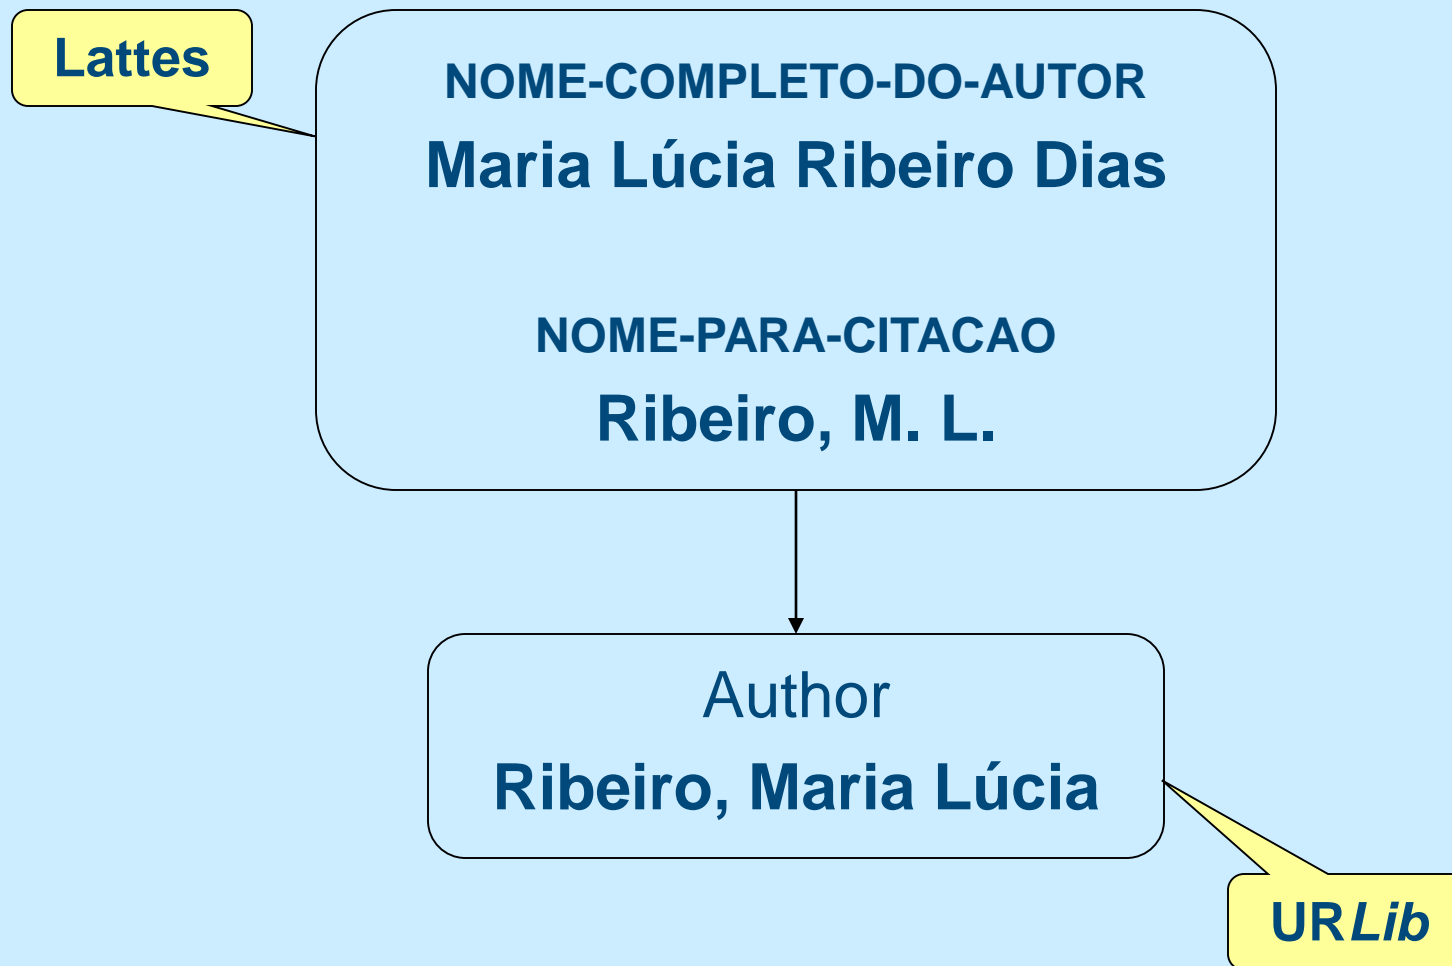 Lattes
NOME-COMPLETO-DO-AUTOR
Maria Lúcia Ribeiro Dias
NOME-PARA-CITACAO
Ribeiro, M. L.
Author
Ribeiro, Maria Lúcia
URLib